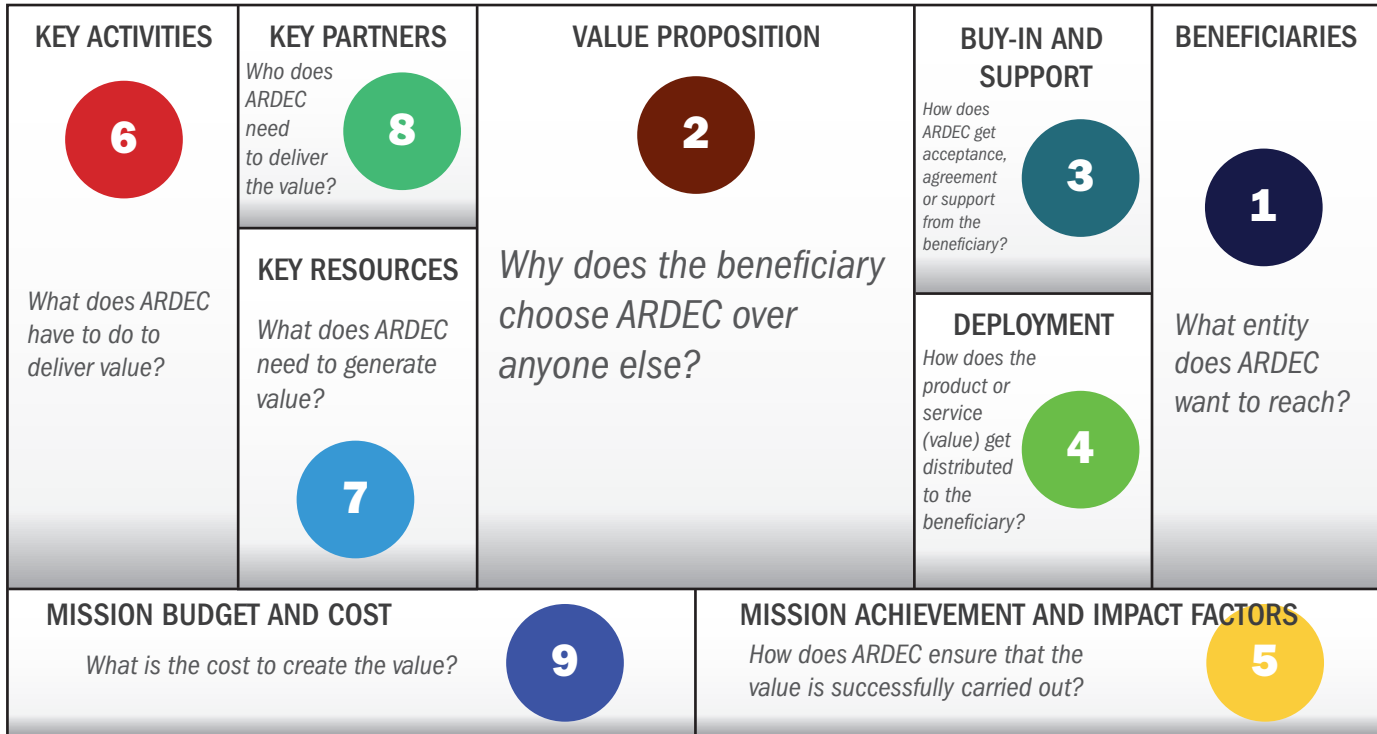 KEY ACTIVITIES
6
What does ARDEC
have to do to
deliver value?
KEY PARTNERS
Who does
ARDEC
need
to deliver
the value?
8
KEY RESOURCES
What does ARDEC
need to generate
value?
7
VALUE PROPOSITION
2
Why does the beneficiary
choose ARDEC over
anyone else?
BUY-IN AND
SUPPORT
How does
ARDEC get
acceptance,
agreement
or support
from the
beneficiary?
3
DEPLOYMENT
How does the
product or
service
(value) get
distributed
to the
beneficiary?
4
BENEFICIARIES
1
What entity
does ARDEC
want to reach?
MISSION BUDGET AND COST
What is the cost to create the value?
9
MISSION ACHIEVEMENT AND IMPACT FACTORS
How does ARDEC ensure that the
value is successfully carried out?
5